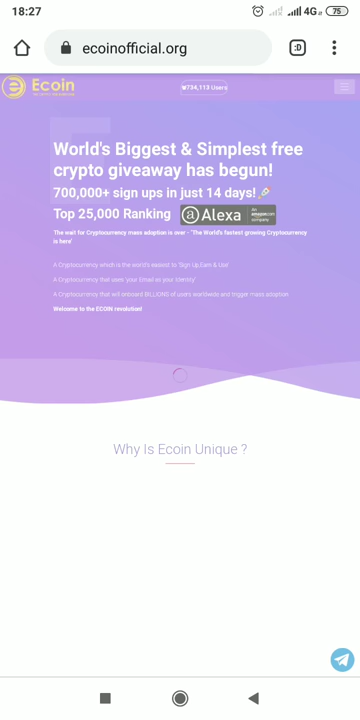 18:27
4G
75
ecoinofficial.org
:D
Ecoin
734,113 Users
World's Biggest & Simplest free
crypto giveaway has begun!
700,000+ sign ups in just 14 days!
Top 25,000 Ranking
a Alexa
An
amazon.com
company
The wait for Cryptocurrency mass adoption is over - 'The World's fastest growing Cryptocurrency
is here'
A Cryptocurrency which is the world's easiest to 'Sign Up,Earn & Use'
A Cryptocurrency that uses 'your Email as your Identity'
A Cryptocurrency that will onboard BILLIONS of users worldwide and trigger mass adoption.
Welcome to the ECOIN revolution!
Why Is Ecoin Unique ?